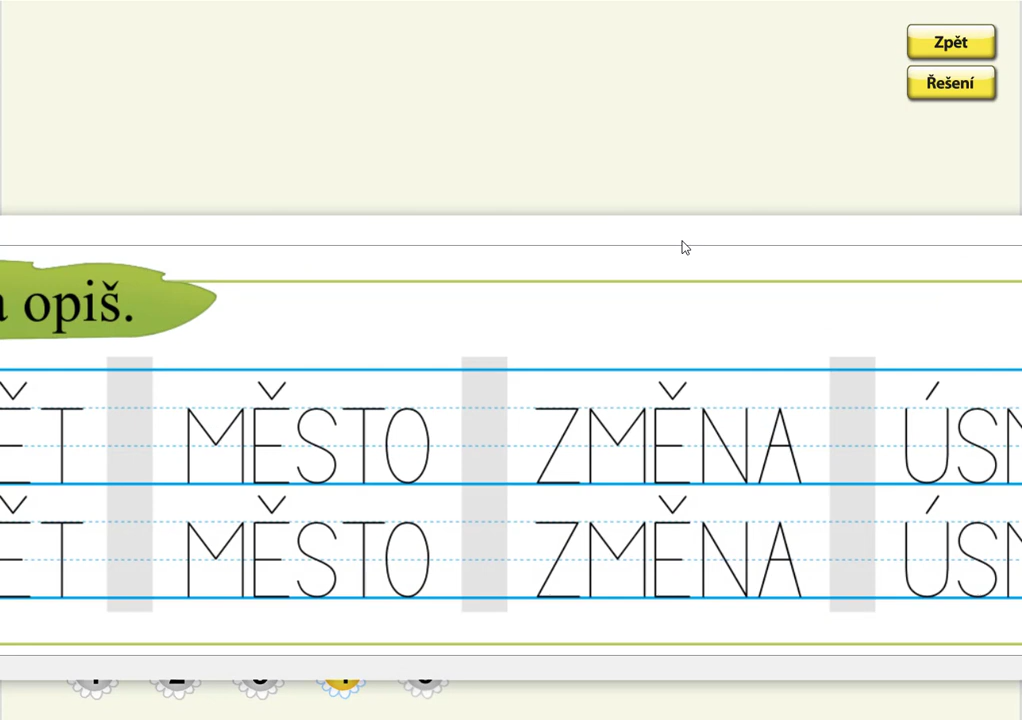 Zpět
Řešení
opiš.
MĚSTO ZMĚNA
MĚSTO ZMĚNA